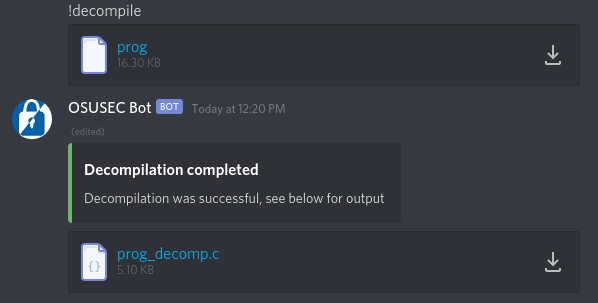 !decompile
prog
16.30 KB
OSUSEC Bot BOT Today at 12:20 PM
(edited)
Decompilation completed
Decompilation was successful, see below for output
{}
prog_decomp.c
5.10 KB